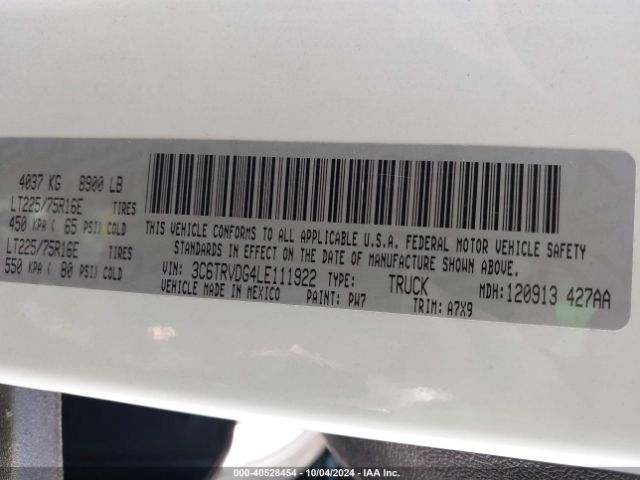 4037 KG 8900 LB
LT225/75R16E TIRES
450 KPA ( 65 PSI) COLD
LT225/75R16E TIRES
550 KPA ( 80 PSI) COLD
THIS VEHICLE CONFORMS TO ALL APPLICABLE U.S.A. FEDERAL MOTOR VEHICLE SAFETY
STANDARDS IN EFFECT ON THE DATE OF MANUFACTURE SHOWN ABOVE.
VIN: 3C6TRVDG4LE111922 TYPE: TRUCK MDH: 120913 427AA
VEHICLE MADE IN MEXICO PAINT: PW7 TRIM: A7X9
000-40528454 - 10/04/2024 - IAA Inc.